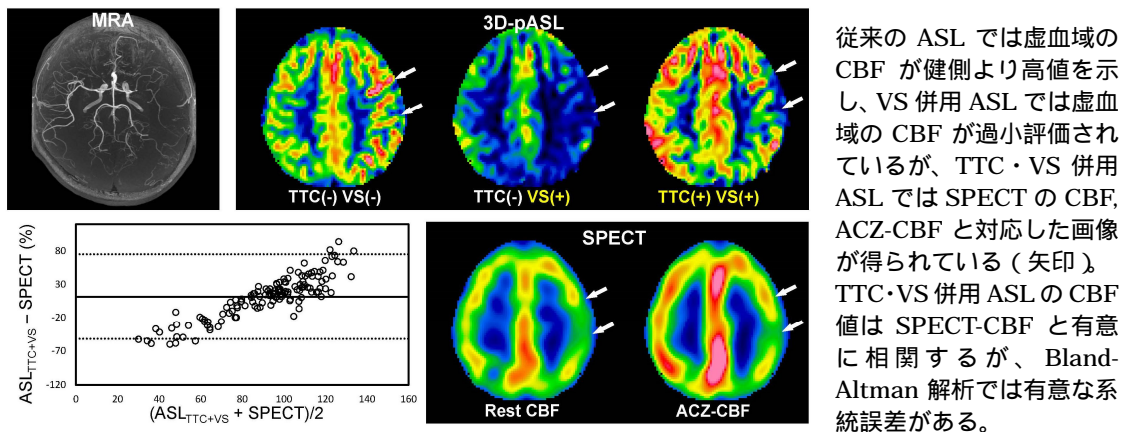 MRA
3D-pASL
TTC(-) VS(-)
TTC(-) VS(+)
TTC(+) VS(+)
ASLTTC+VS – SPECT (%)
80
30
-20
-70
-120
0 20 40 60 80 100 120 140 160
(ASLTTC+VS + SPECT)/2
SPECT
Rest CBF
ACZ-CBF
従来の ASL では虚血域の
CBF が健側より高値を示
し、VS 併用 ASL では虚血
域の CBF が過小評価され
ているが、TTC・VS 併用
ASL では SPECT の CBF,
ACZ-CBF と対応した画像
が得られている（矢印）。
TTC・VS 併用 ASL の CBF
値は SPECT-CBF と有意
に相関するが、Bland-
Altman 解析では有意な系
統誤差がある。